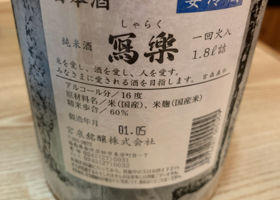 日本酒
要冷蔵
しゃらく
純米酒
寫樂
一回火入
1.8ℓ詰
米を愛し、酒を愛し、人を愛す。
みなさまに愛される酒を目指します。
アルコール分/16度
原材料名/米(国産)、米麹(国産米)
精米歩合/60%
製造年月
01.05
宮泉銘醸株式会社